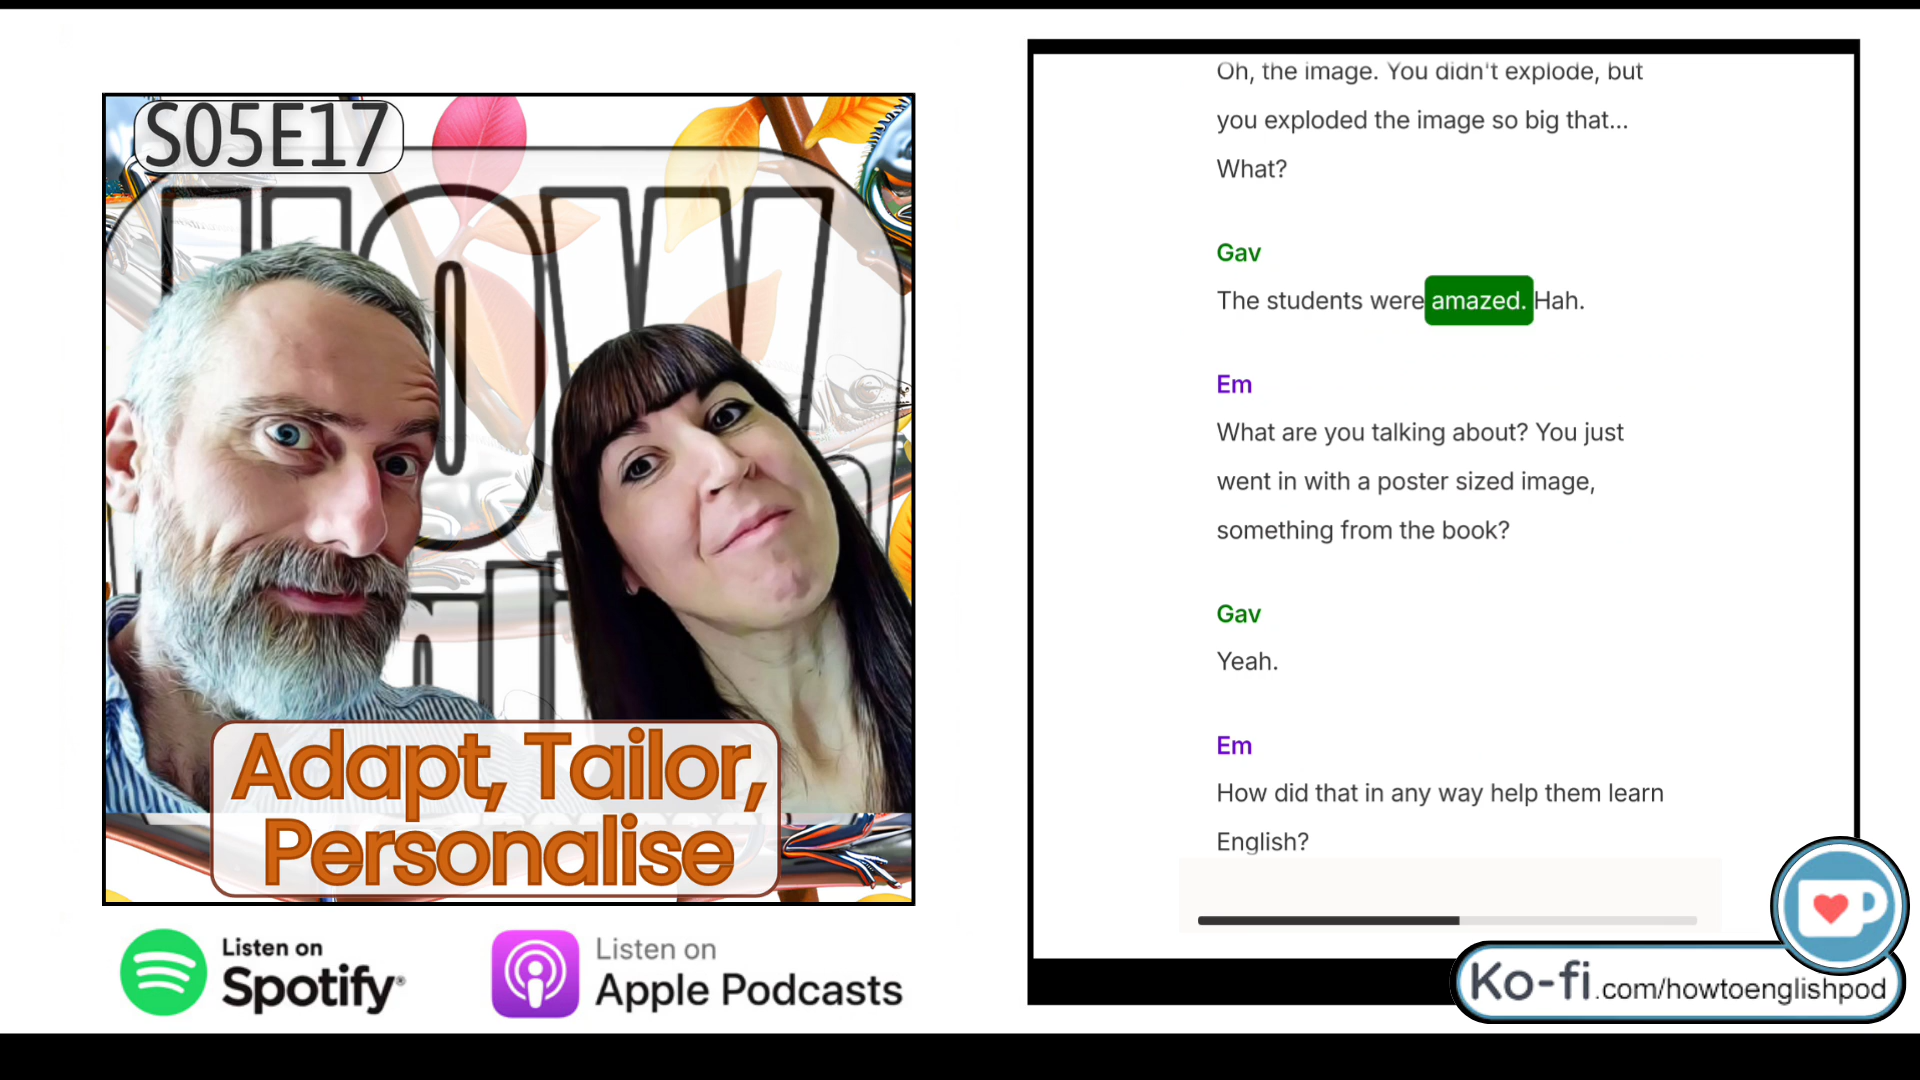 S05E17
HOW
Adapt, Tailor,
Personalise
Listen on
Spotify®
Listen on
Apple Podcasts
Oh, the image. You didn't explode, but
you exploded the image so big that...
What?
Gav
The students were amazed. Hah.
Em
What are you talking about? You just
went in with a poster sized image,
something from the book?
Gav
Yeah.
Em
How did that in any way help them learn
English?
Ko-fi.com/howtoenglishpod